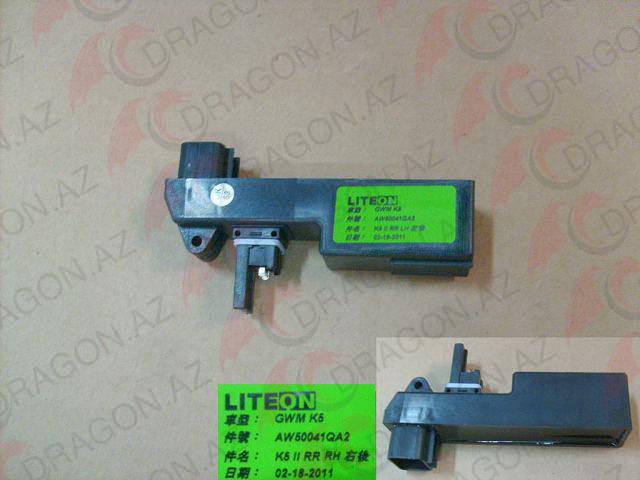 DRAGON.AZ
LITEON
車型： GWM K5
件號： AW50041QA2
件名： K5 II RR LH 右後
日期： 02-18-2011
LITEON
車型： GWM K5
件號： AW50041QA2
件名： K5 II RR RH 右後
日期： 02-18-2011